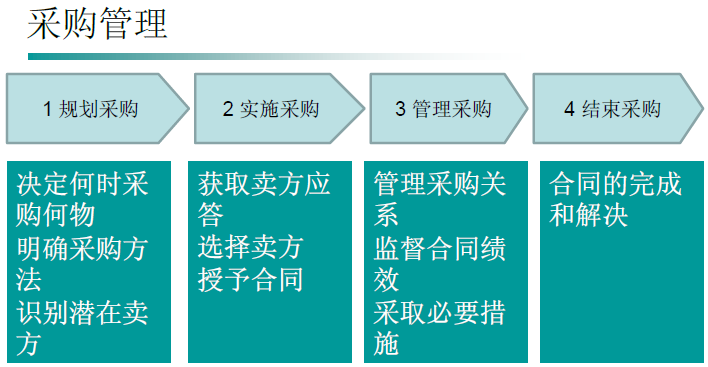 采购管理
1 规划采购
2 实施采购
3 管理采购
4 结束采购
决定何时采
购何物
明确采购方
法
识别潜在卖
方
获取卖方应
答
选择卖方
授予合同
管理采购关
系
监督合同绩
效
采取必要措
施
合同的完成
和解决